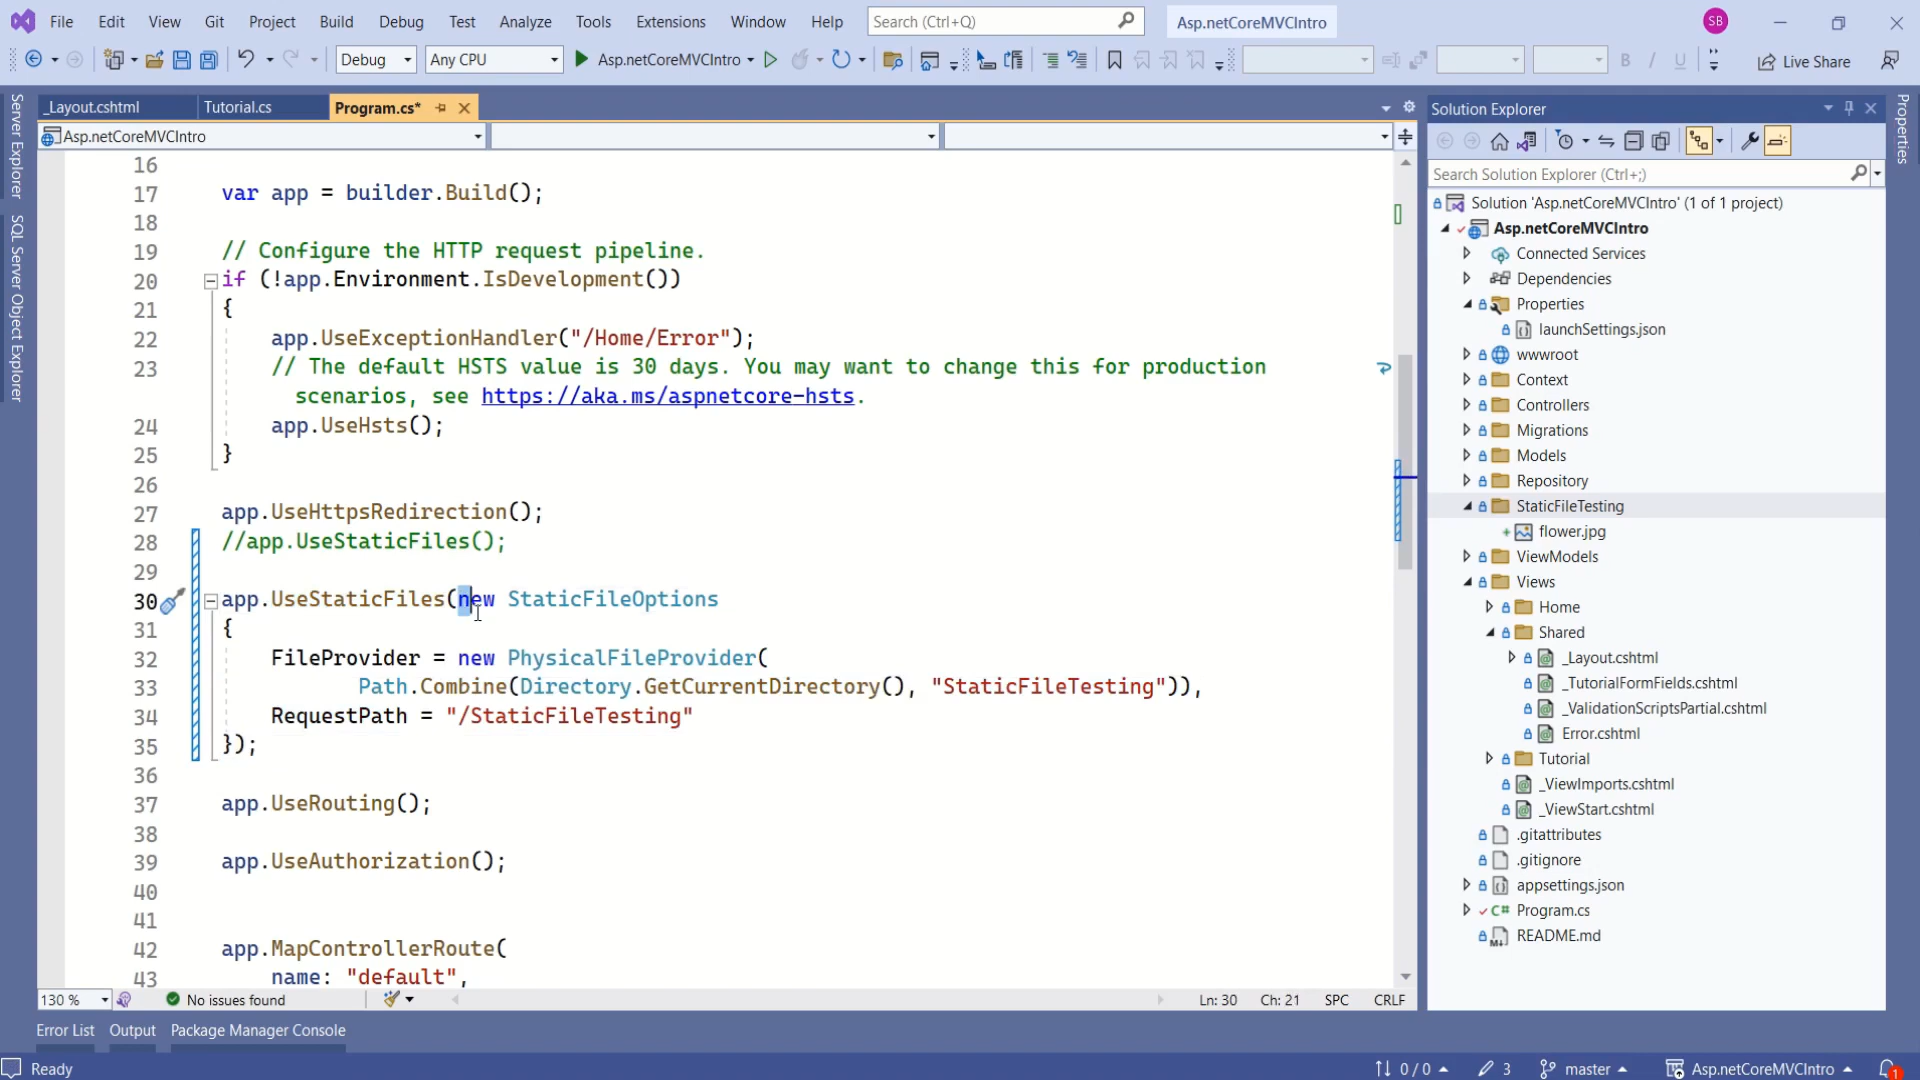 File Edit View Git Project Build Debug Test Analyze Tools Extensions Window Help Search (Ctrl+Q) Asp.netCoreMVCIntro SB
Debug Any CPU Asp.netCoreMVCIntro Live Share
_Layout.cshtml Tutorial.cs Program.cs*
Asp.netCoreMVCIntro
16
17 var app = builder.Build();
18
19 // Configure the HTTP request pipeline.
20 if (!app.Environment.IsDevelopment())
21 {
22 app.UseExceptionHandler("/Home/Error");
23 // The default HSTS value is 30 days. You may want to change this for production
scenarios, see https://aka.ms/aspnetcore-hsts.
24 app.UseHsts();
25 }
26
27 app.UseHttpsRedirection();
28 //app.UseStaticFiles();
29
30 app.UseStaticFiles(new StaticFileOptions
31 {
32 FileProvider = new PhysicalFileProvider(
33 Path.Combine(Directory.GetCurrentDirectory(), "StaticFileTesting")),
34 RequestPath = "/StaticFileTesting"
35 });
36
37 app.UseRouting();
38
39 app.UseAuthorization();
40
41
42 app.MapControllerRoute(
43 name: "default",
130 % No issues found Ln: 30 Ch: 21 SPC CRLF
Error List Output Package Manager Console
Ready 0 / 0 3 master Asp.netCoreMVCIntro 1
Server Explorer
SQL Server Object Explorer
Solution Explorer
Search Solution Explorer (Ctrl+;)
Solution 'Asp.netCoreMVCIntro' (1 of 1 project)
Asp.netCoreMVCIntro
Connected Services
Dependencies
Properties
launchSettings.json
wwwroot
Context
Controllers
Migrations
Models
Repository
StaticFileTesting
flower.jpg
ViewModels
Views
Home
Shared
_Layout.cshtml
_TutorialFormFields.cshtml
_ValidationScriptsPartial.cshtml
Error.cshtml
Tutorial
_ViewImports.cshtml
_ViewStart.cshtml
.gitattributes
.gitignore
appsettings.json
C# Program.cs
README.md
Properties